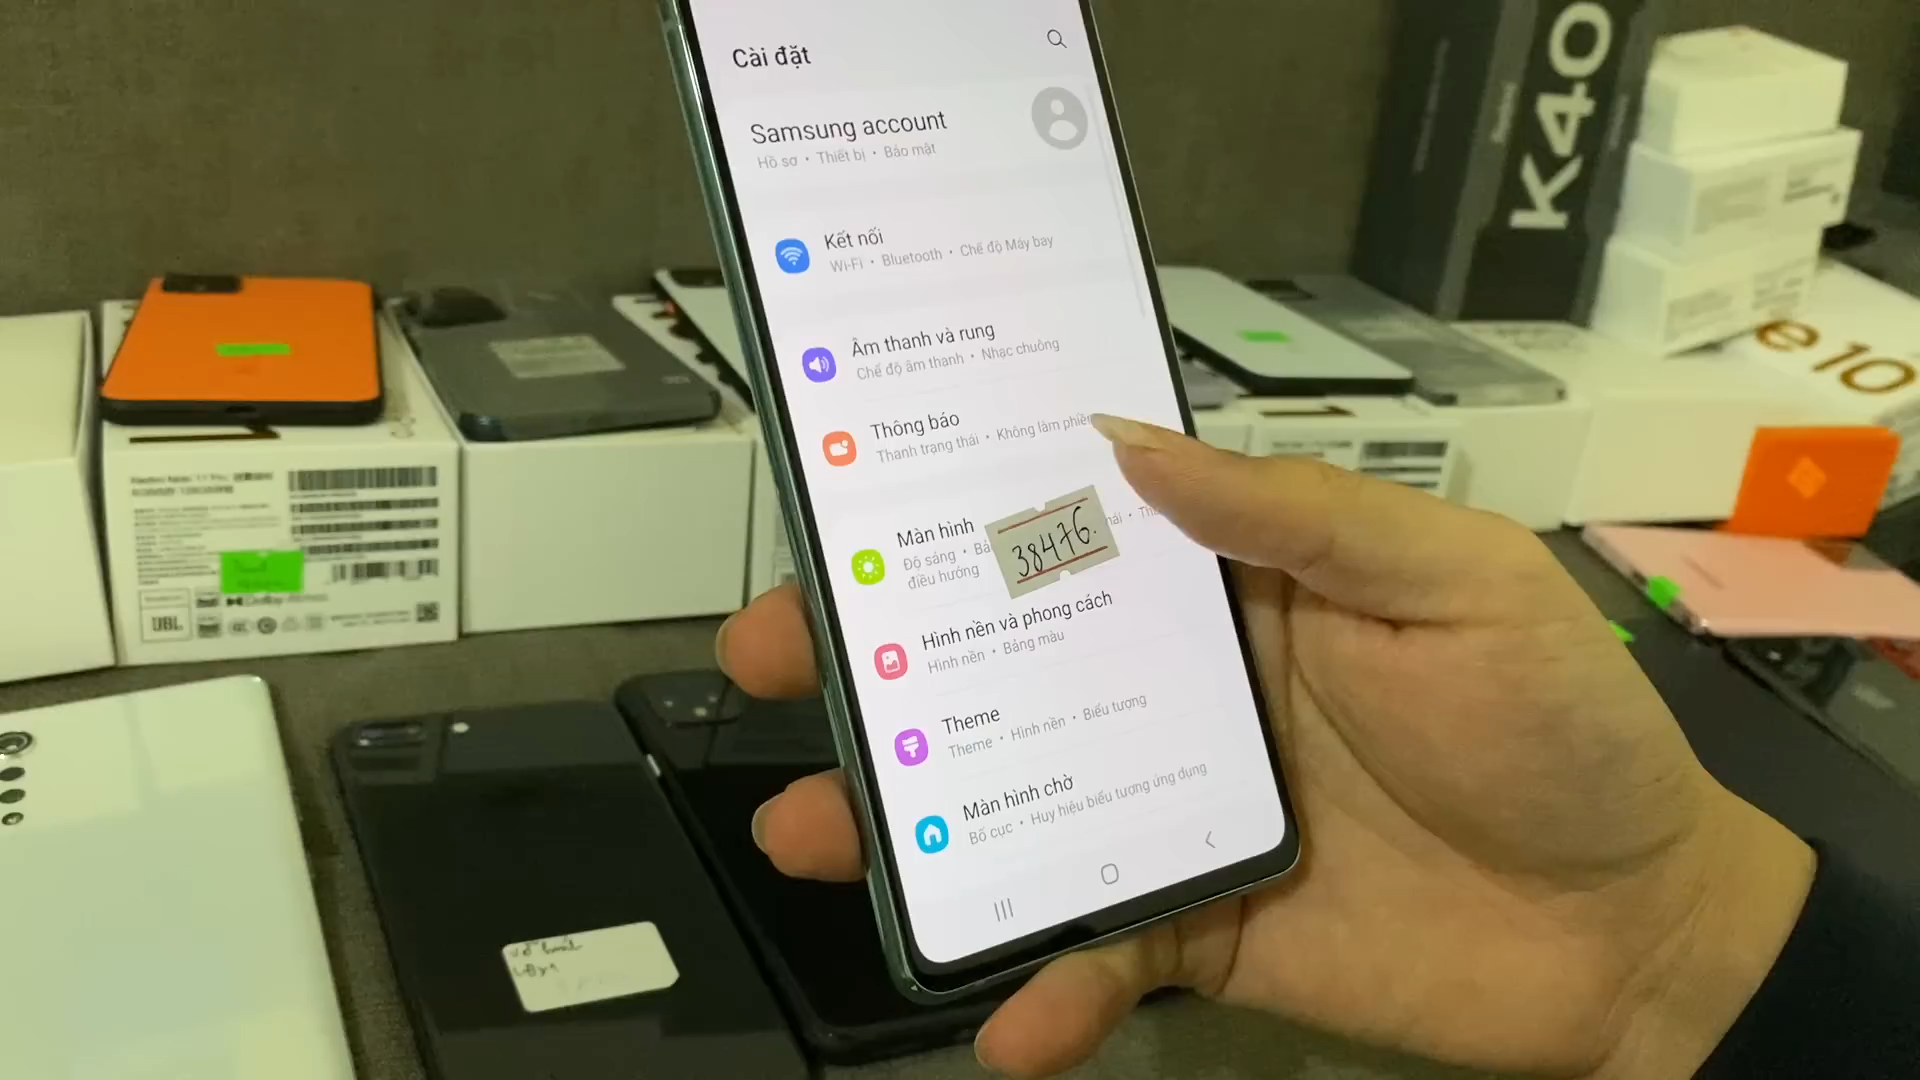 Cài đặt
Samsung account
Hồ sơ • Thiết bị • Bảo mật
Kết nối
Wi-Fi • Bluetooth • Chế độ Máy bay
Âm thanh và rung
Chế độ âm thanh • Nhạc chuông
Thông báo
Thanh trạng thái • Không làm phiền
Màn hình
Độ sáng •
điều hướng
38476.
Hình nền và phong cách
Hình nền • Bảng màu
Theme
Theme • Hình nền • Biểu tượng
Màn hình chờ
Bố cục • Huy hiệu biểu tượng ứng dụng
K40
e 10
JBL